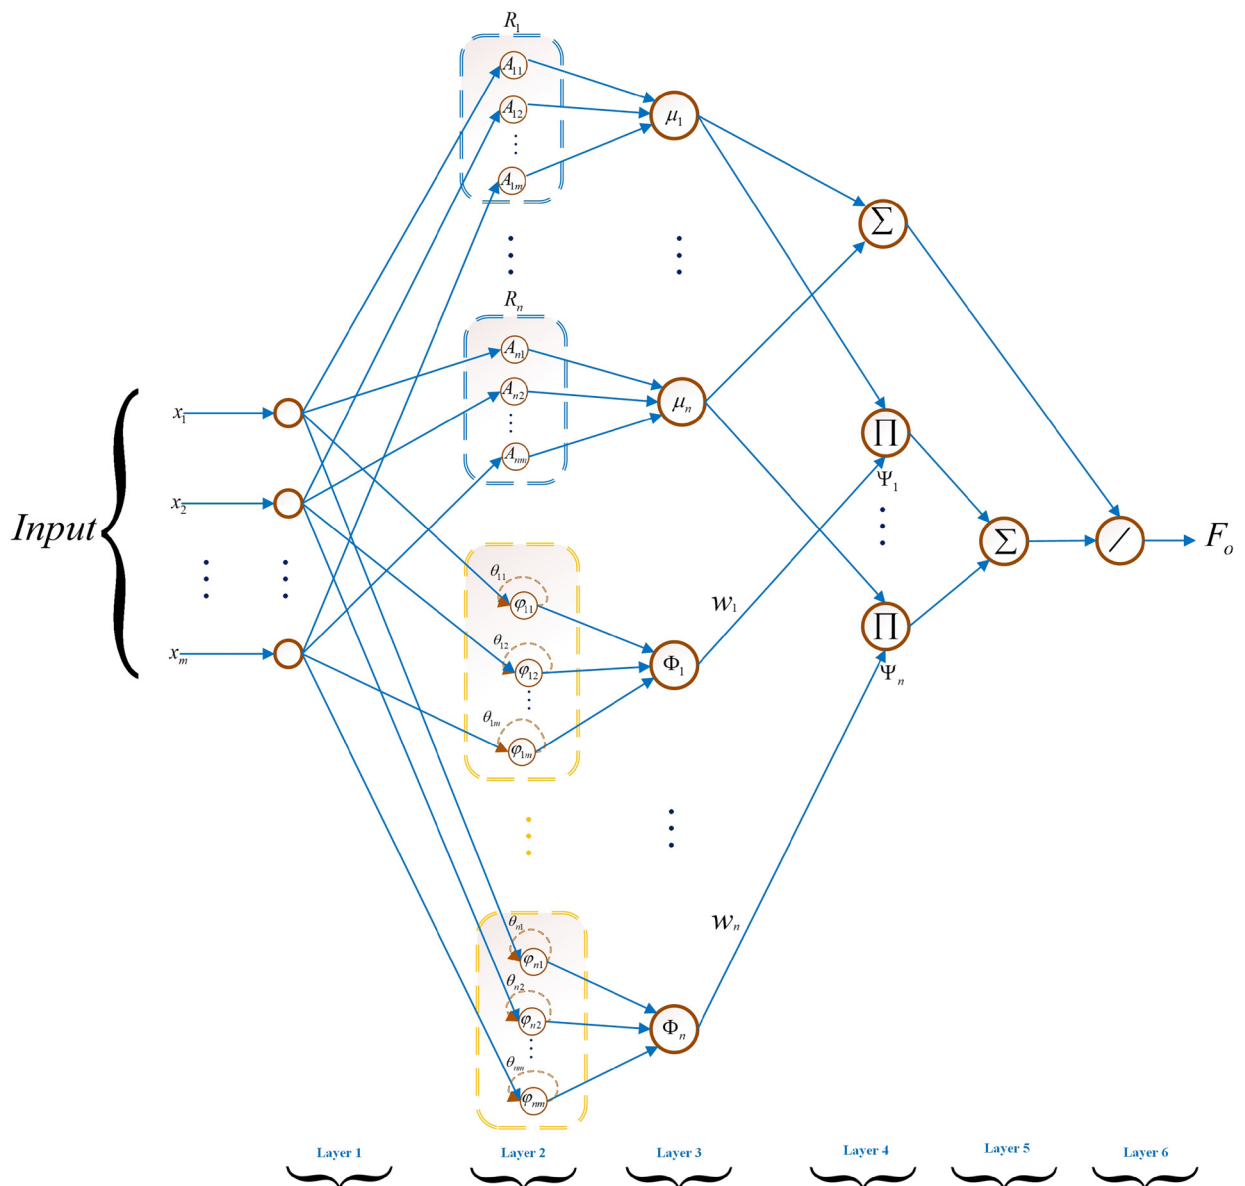 R₁
A₁₁
A₁₂
A₁ₘ
μ₁
Σ
Rₙ
Aₙ₁
Aₙ₂
Aₙₘ
μₙ
x₁
x₂
xₘ
Input
∏
Ψ₁
Σ
/
Fₒ
θ₁₁
φ₁₁
θ₁₂
φ₁₂
θ₁ₘ
φ₁ₘ
Φ₁
w₁
∏
Ψₙ
wₙ
θₙ₁
φₙ₁
θₙ₂
φₙ₂
θₙₘ
φₙₘ
Φₙ
Layer 1
Layer 2
Layer 3
Layer 4
Layer 5
Layer 6